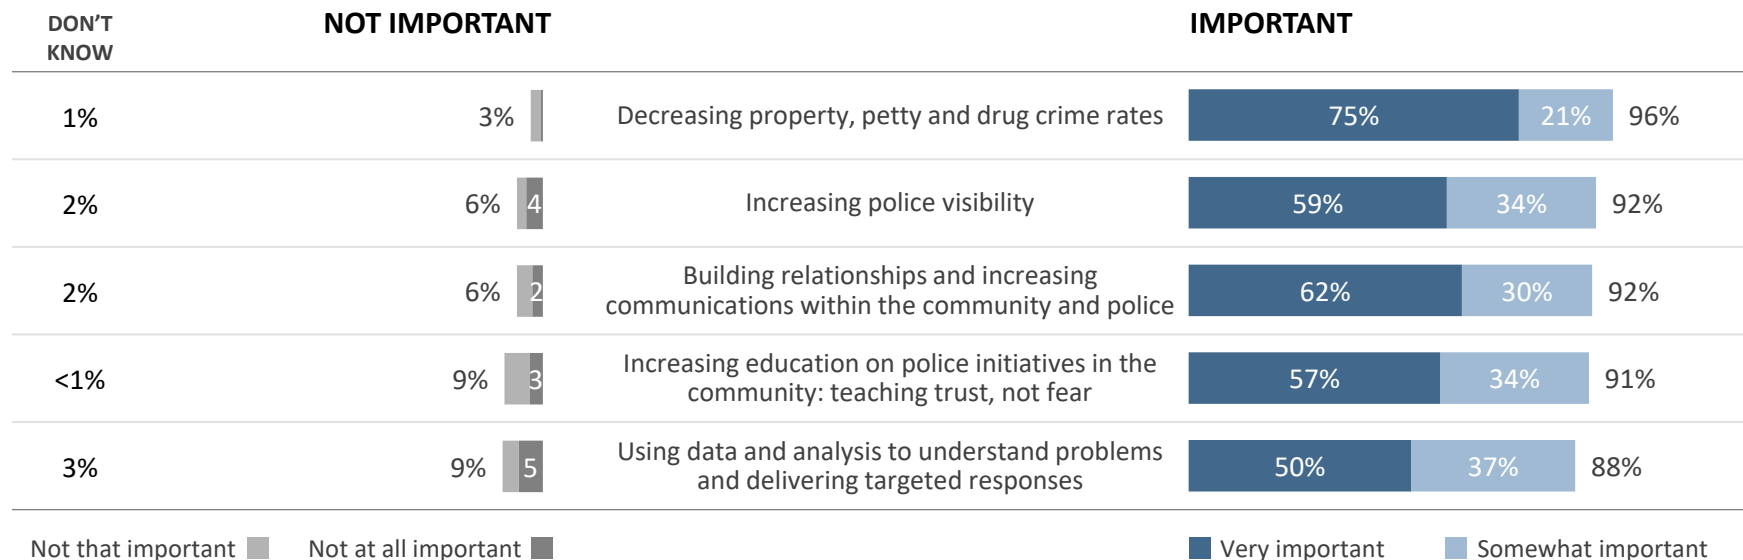 DON'T
KNOW
NOT IMPORTANT
IMPORTANT
1%
3%
Decreasing property, petty and drug crime rates
75%
21%
96%
2%
6%
4
Increasing police visibility
59%
34%
92%
2%
6%
2
Building relationships and increasing
communications within the community and police
62%
30%
92%
<1%
9%
3
Increasing education on police initiatives in the
community: teaching trust, not fear
57%
34%
91%
3%
9%
5
Using data and analysis to understand problems
and delivering targeted responses
50%
37%
88%
Not that important
Not at all important
Very important
Somewhat important